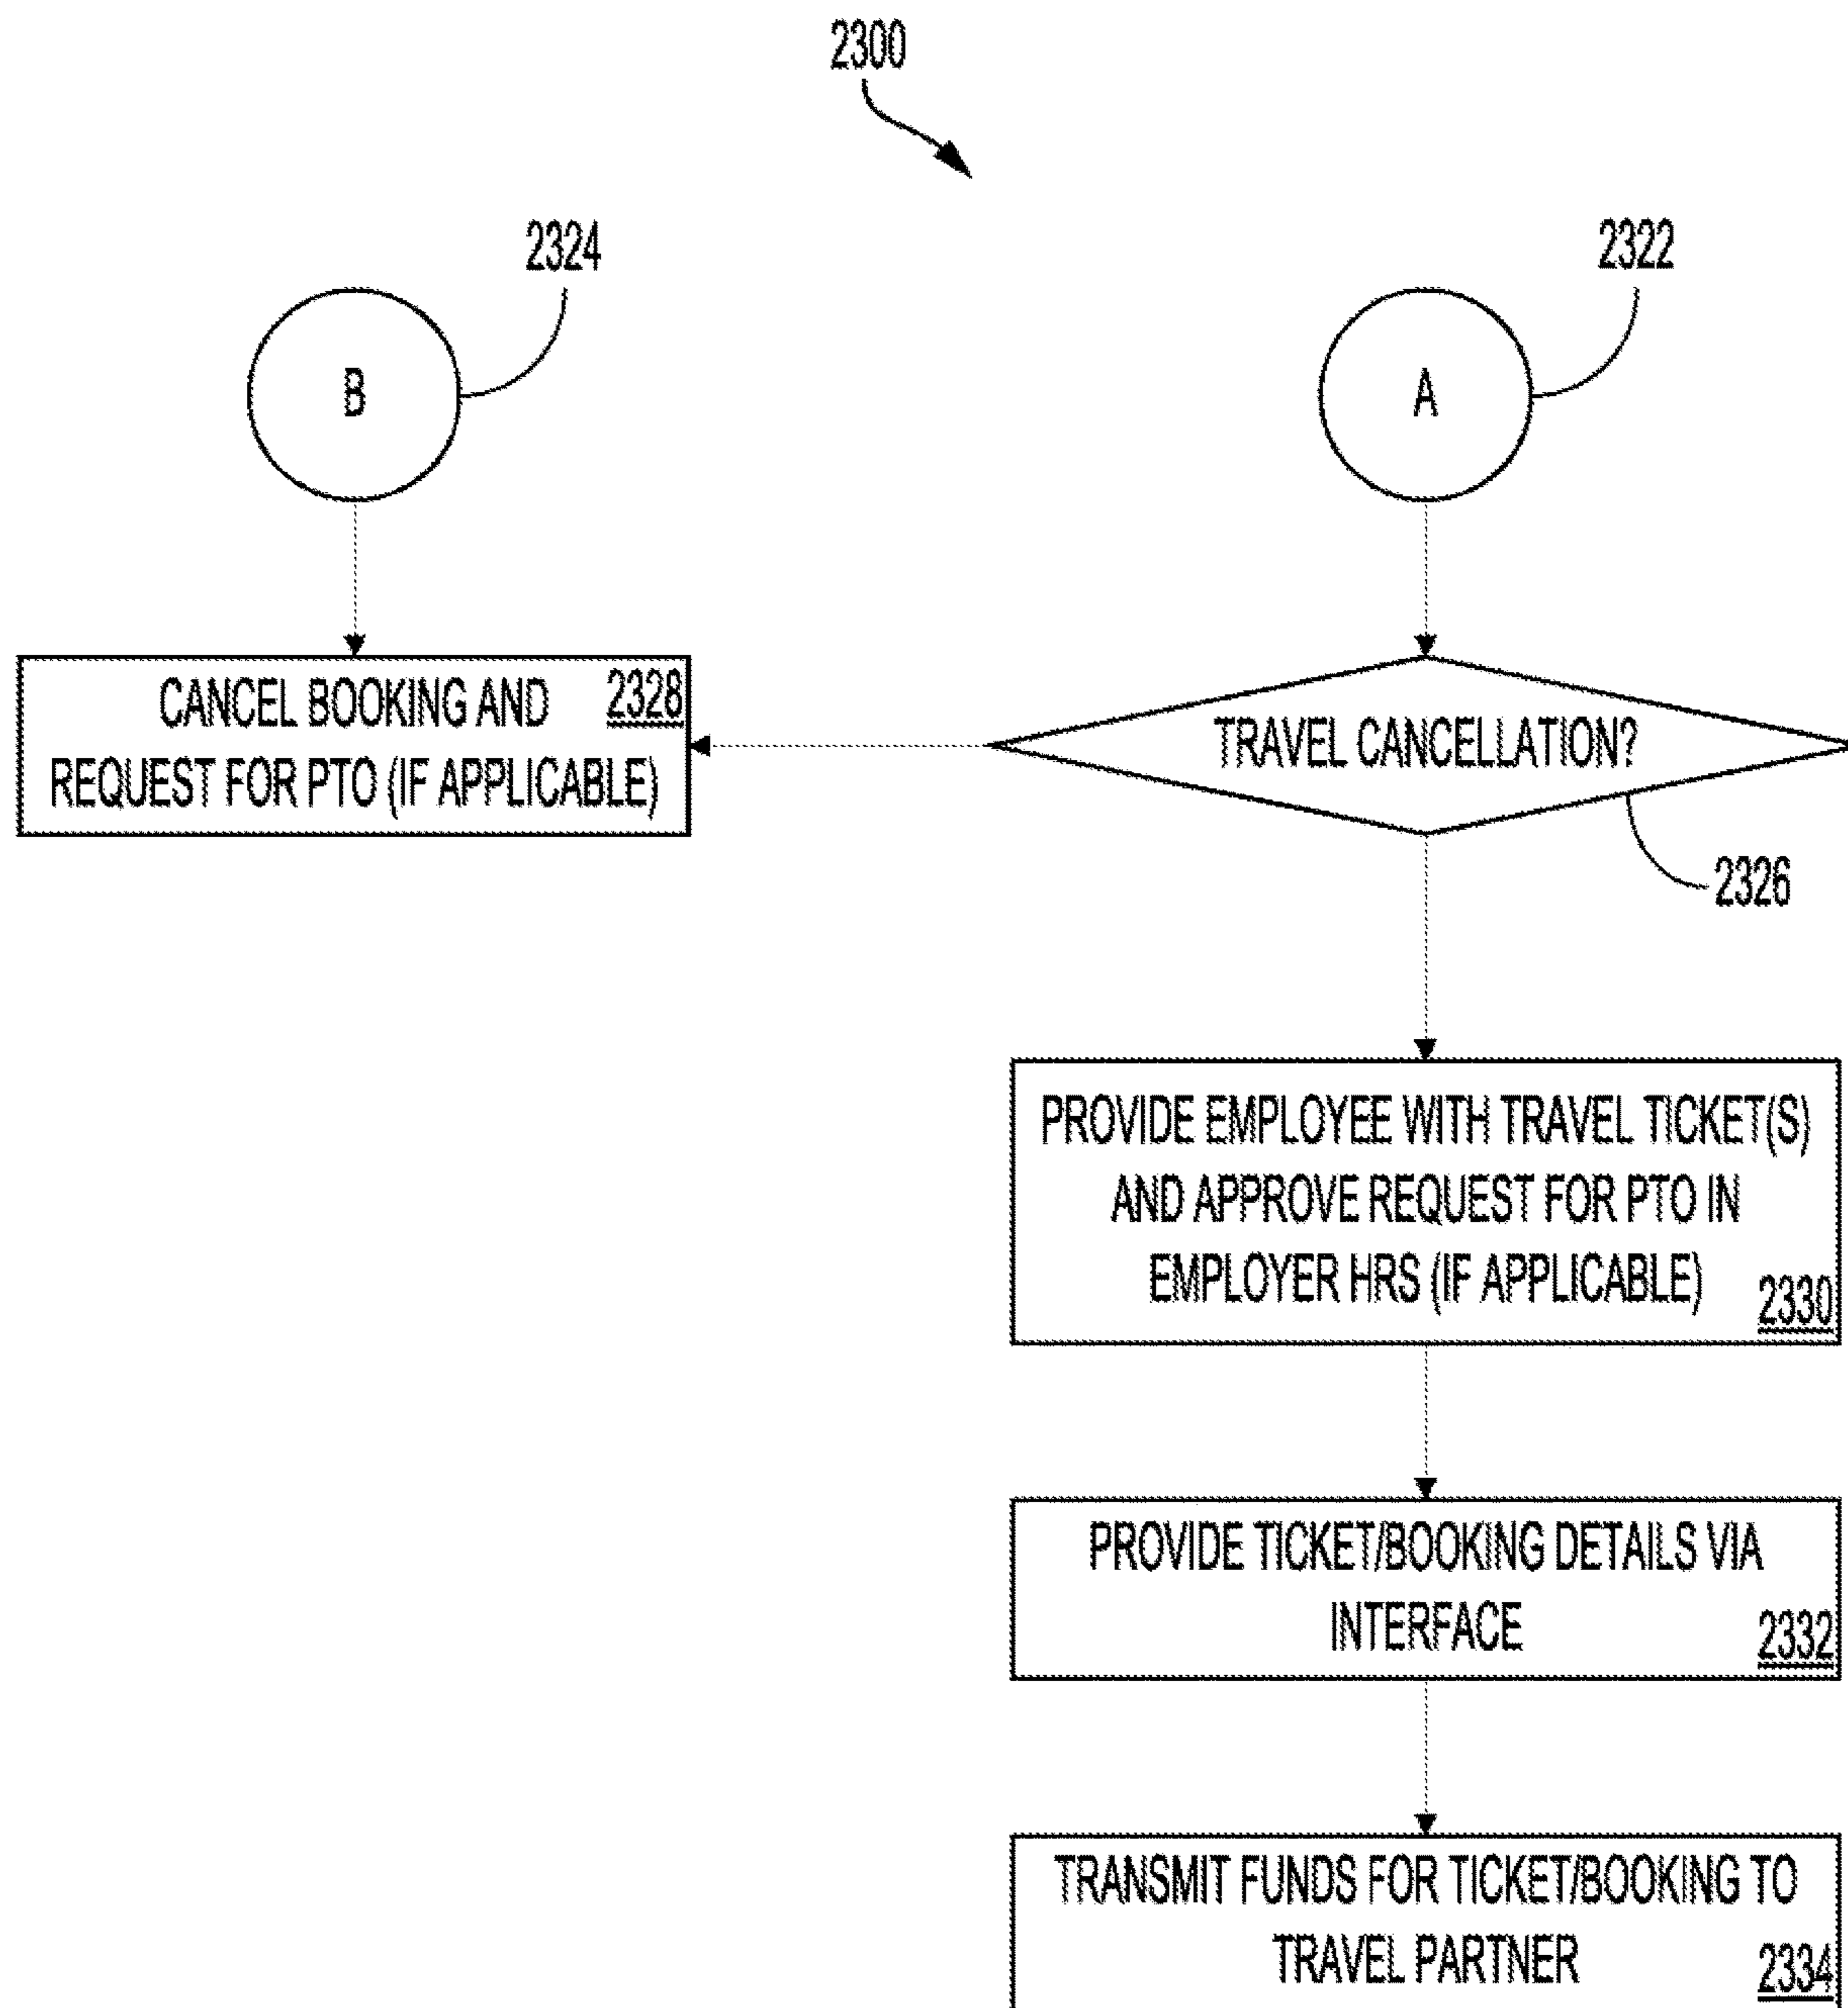 2300
2324
2322
B
A
CANCEL BOOKING AND
2328
REQUEST FOR PTO (IF APPLICABLE)
TRAVEL CANCELLATION?
2326
PROVIDE EMPLOYEE WITH TRAVEL TICKET(S)
AND APPROVE REQUEST FOR PTO IN
EMPLOYER HRS (IF APPLICABLE)
2330
PROVIDE TICKET/BOOKING DETAILS VIA
INTERFACE
2332
TRANSMIT FUNDS FOR TICKET/BOOKING TO
TRAVEL PARTNER
2334